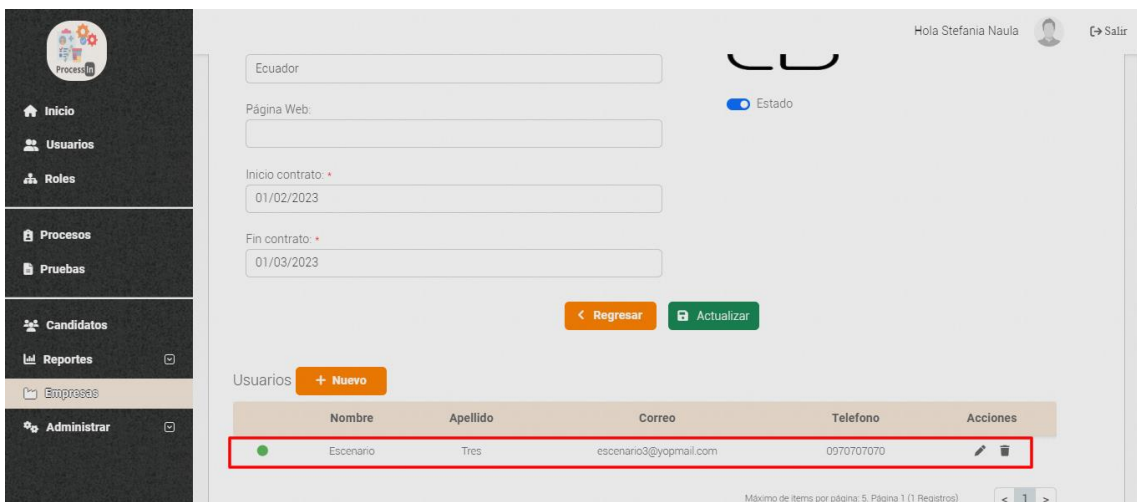 Hola Stefania Naula
Salir
Process In
Inicio
Usuarios
Roles
Procesos
Pruebas
Candidatos
Reportes
Empresas
Administrar
Ecuador
Estado
Página Web:
Inicio contrato: *
01/02/2023
Fin contrato: *
01/03/2023
< Regresar Actualizar
Usuarios + Nuevo
Nombre Apellido Correo Telefono Acciones
Escenario Tres escenario3@yopmail.com 0970707070
Máximo de items por página: 5, Página 1 (1 Registros) < 1 >